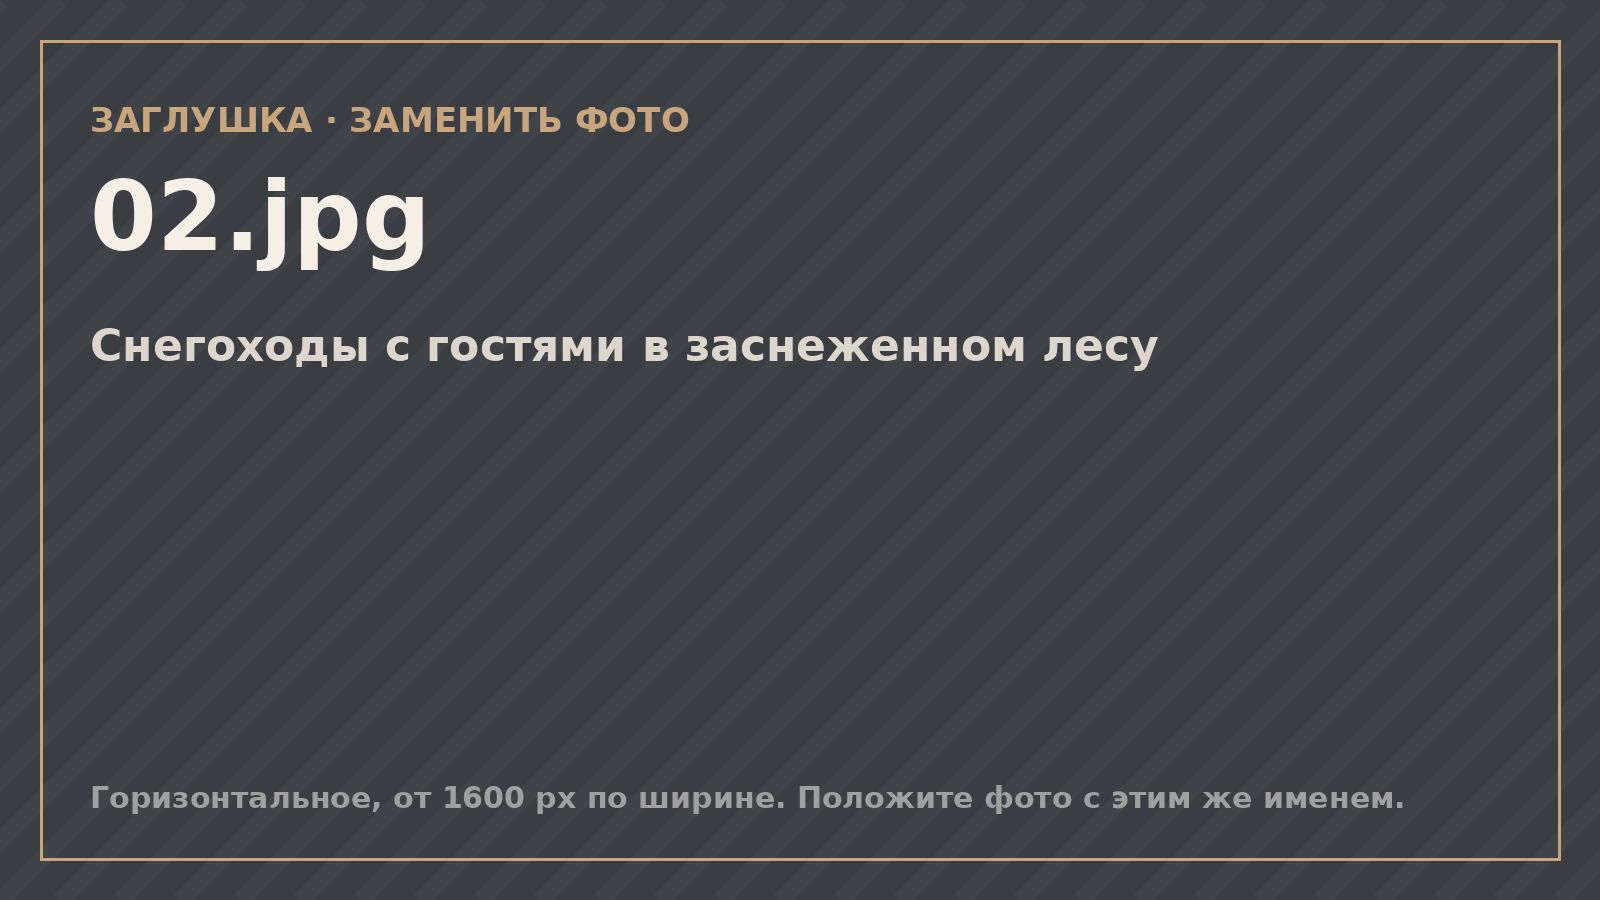 ЗАГЛУШКА · ЗАМЕНИТЬ ФОТО
02.jpg
Снегоходы с гостями в заснеженном лесу
Горизонтальное, от 1600 px по ширине. Положите фото с этим же именем.